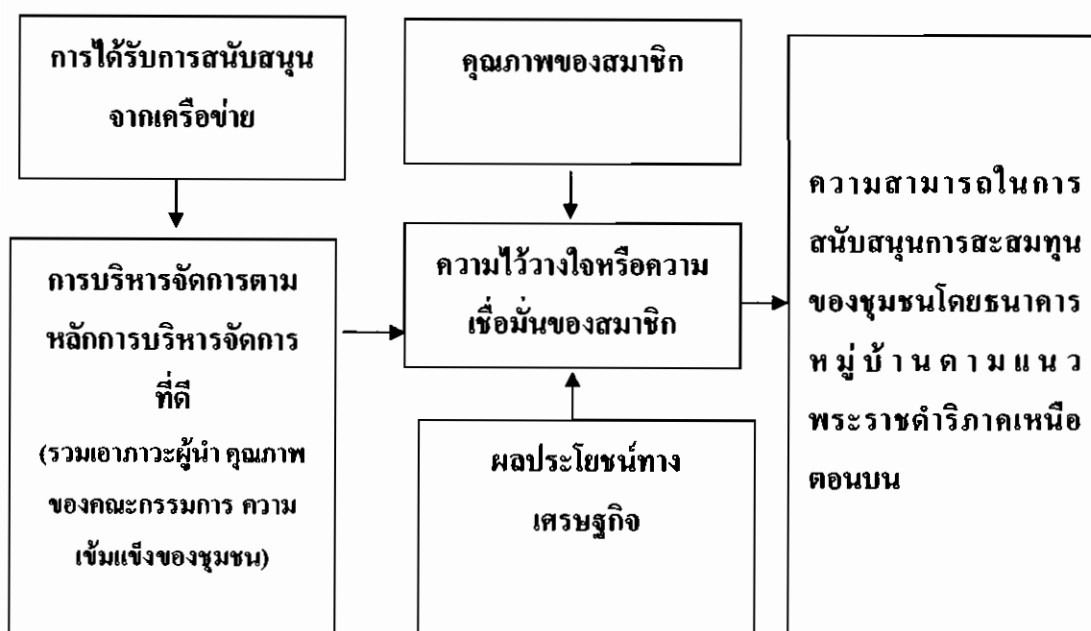 การได้รับการสนับสนุน
จากเครือข่าย
คุณภาพของสมาชิก
การบริหารจัดการตาม
หลักการบริหารจัดการ
ที่ดี
(รวมเอาภาวะผู้นำ คุณภาพ
ของคณะกรรมการ ความ
เข้มแข็งของชุมชน)
ความไว้วางใจหรือความ
เชื่อมั่นของสมาชิก
ผลประโยชน์ทาง
เศรษฐกิจ
ความสามารถในการ
สนับสนุนการสะสมทุน
ของชุมชนโดยธนาคาร
หมู่บ้านตามแนว
พระราชดำริภาคเหนือ
ตอนบน